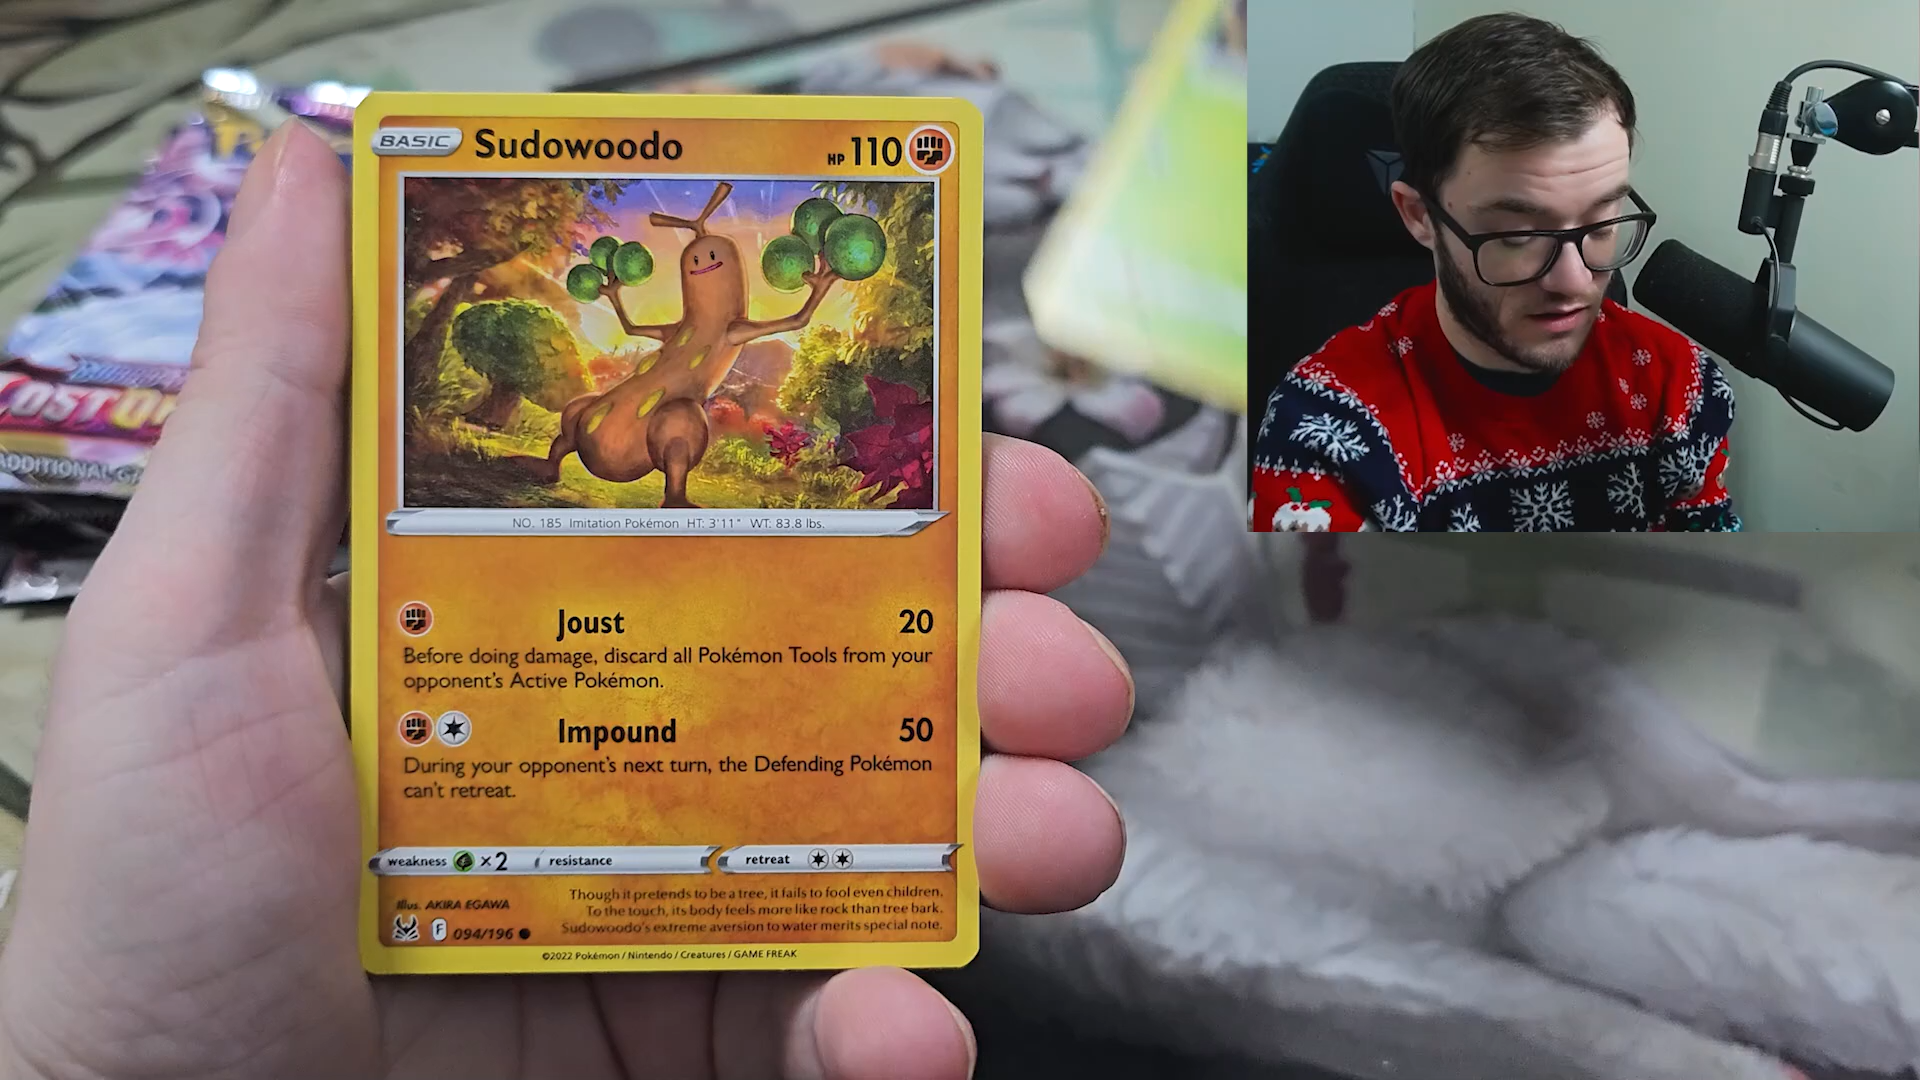 BASIC Sudowoodo HP 110
NO. 185 Imitation Pokémon HT: 3'11" WT: 83.8 lbs.
Joust 20
Before doing damage, discard all Pokémon Tools from your
opponent's Active Pokémon.
Impound 50
During your opponent's next turn, the Defending Pokémon
can't retreat.
weakness ×2 resistance retreat
Illus. AKIRA EGAWA
Though it pretends to be a tree, it fails to fool even children.
To the touch, its body feels more like rock than tree bark.
Sudowoodo's extreme aversion to water merits special note.
F 094/196
©2022 Pokémon / Nintendo / Creatures / GAME FREAK
LOST
ADDITIONAL